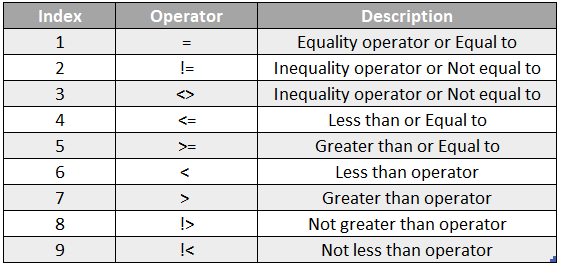 Index Operator Description
1 = Equality operator or Equal to
2 != Inequality operator or Not equal to
3 <> Inequality operator or Not equal to
4 <= Less than or Equal to
5 >= Greater than or Equal to
6 < Less than operator
7 > Greater than operator
8 !> Not greater than operator
9 !< Not less than operator